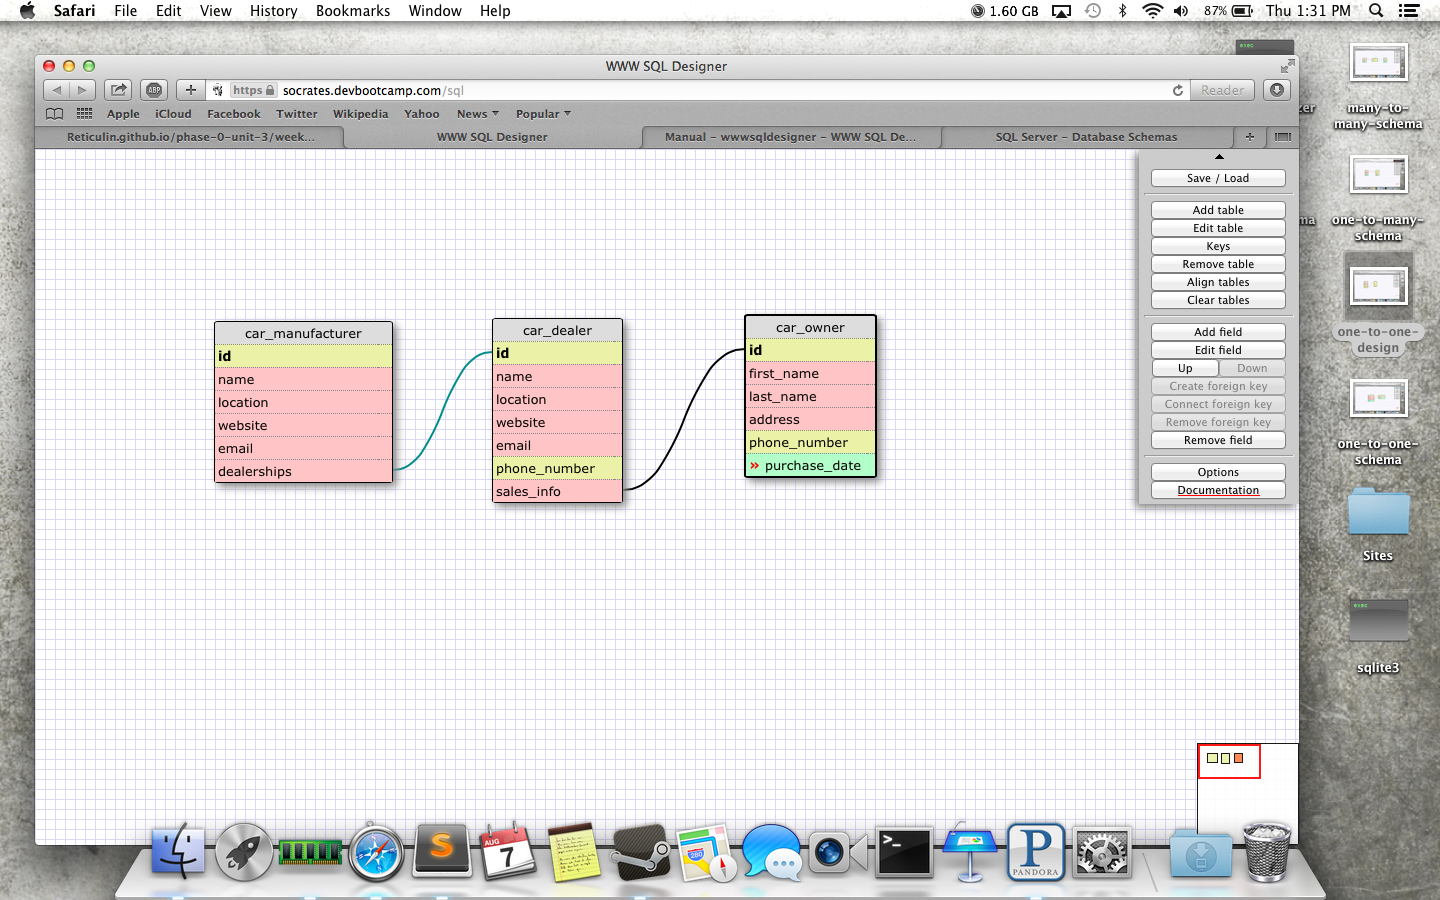 Safari File Edit View History Bookmarks Window Help 1.60 GB 87% Thu 1:31 PM
WWW SQL Designer
ABP https socrates.devbootcamp.com/sql Reader
Apple iCloud Facebook Twitter Wikipedia Yahoo News Popular
Reticulin.github.io/phase-0-unit-3/week... WWW SQL Designer Manual - wwwsqldesigner - WWW SQL De... SQL Server - Database Schemas
Save / Load
Add table
Edit table
Keys
Remove table
Align tables
Clear tables
Add field
Edit field
Up Down
Create foreign key
Connect foreign key
Remove foreign key
Remove field
Options
Documentation
car_manufacturer
id
name
location
website
email
dealerships
car_dealer
id
name
location
website
email
phone_number
sales_info
car_owner
id
first_name
last_name
address
phone_number
» purchase_date
exec
zer
ma
many-to-
many-schema
one-to-many-
schema
one-to-one-
design
one-to-one-
schema
Sites
exec
sqlite3
S
AUG
7
280
>_
P
PANDORA